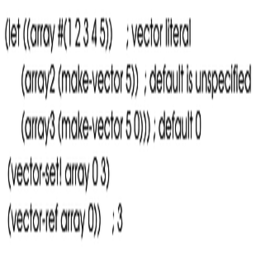 (let ((array #(1 2 3 4 5)) ; vector literal
(array2 (make-vector 5)) ; default is unspecified
(array3 (make-vector 5 0))) ; default 0
(vector-set! array 0 3)
(vector-ref array 0)) ; 3